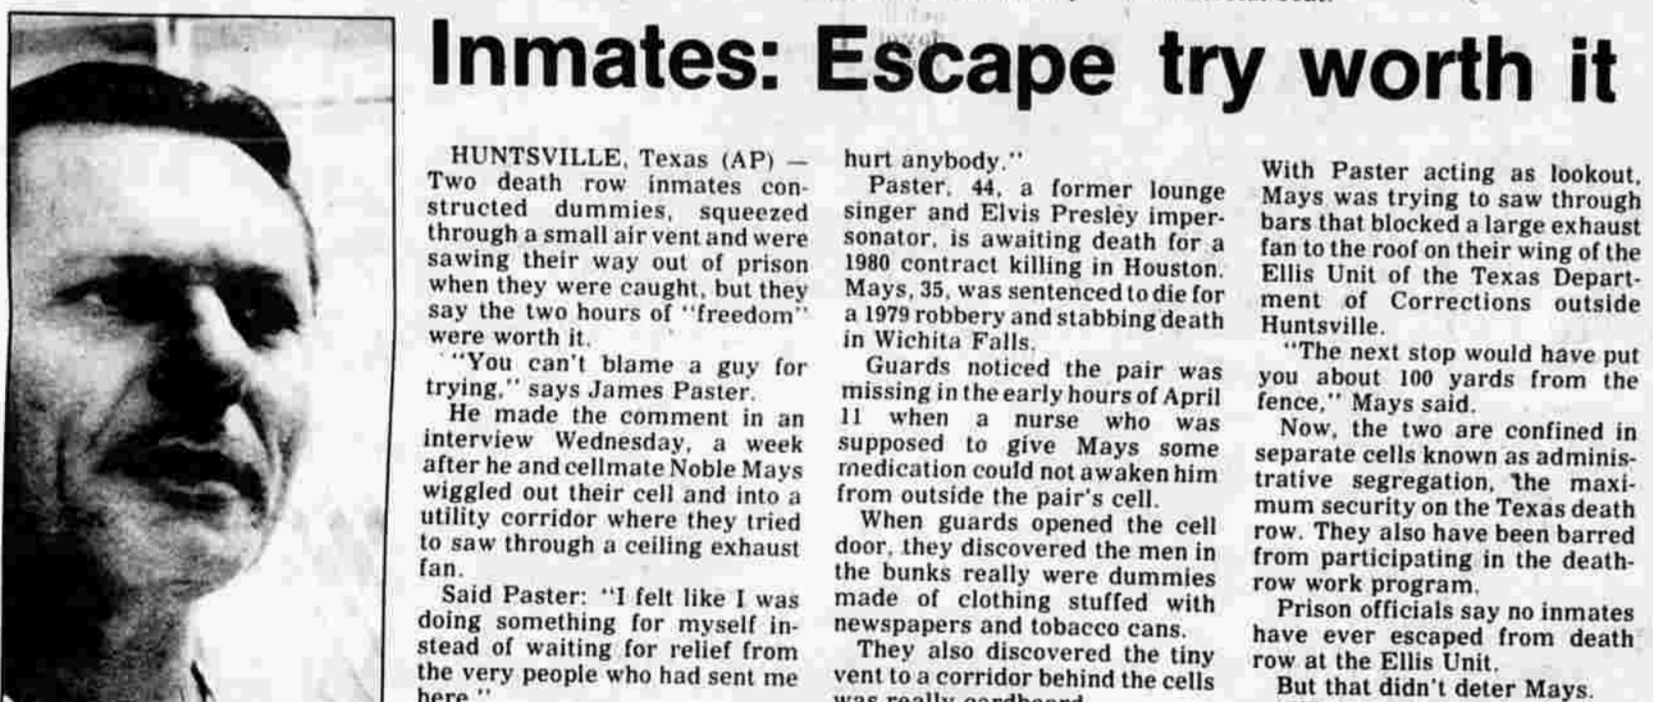 Inmates: Escape try worth it
HUNTSVILLE, Texas (AP) —
Two death row inmates con-
structed dummies, squeezed
through a small air vent and were
sawing their way out of prison
when they were caught, but they
say the two hours of "freedom"
were worth it.
"You can't blame a guy for
trying," says James Paster.
He made the comment in an
interview Wednesday, a week
after he and cellmate Noble Mays
wiggled out their cell and into a
utility corridor where they tried
to saw through a ceiling exhaust
fan.
Said Paster: "I felt like I was
doing something for myself in-
stead of waiting for relief from
the very people who had sent me
here."
hurt anybody."
Paster, 44, a former lounge
singer and Elvis Presley imper-
sonator, is awaiting death for a
1980 contract killing in Houston.
Mays, 35, was sentenced to die for
a 1979 robbery and stabbing death
in Wichita Falls.
Guards noticed the pair was
missing in the early hours of April
11 when a nurse who was
supposed to give Mays some
medication could not awaken him
from outside the pair's cell.
When guards opened the cell
door, they discovered the men in
the bunks really were dummies
made of clothing stuffed with
newspapers and tobacco cans.
They also discovered the tiny
vent to a corridor behind the cells
was really cardboard
With Paster acting as lookout,
Mays was trying to saw through
bars that blocked a large exhaust
fan to the roof on their wing of the
Ellis Unit of the Texas Depart-
ment of Corrections outside
Huntsville.
"The next stop would have put
you about 100 yards from the
fence," Mays said.
Now, the two are confined in
separate cells known as adminis-
trative segregation, the maxi-
mum security on the Texas death
row. They also have been barred
from participating in the death-
row work program.
Prison officials say no inmates
have ever escaped from death
row at the Ellis Unit.
But that didn't deter Mays.